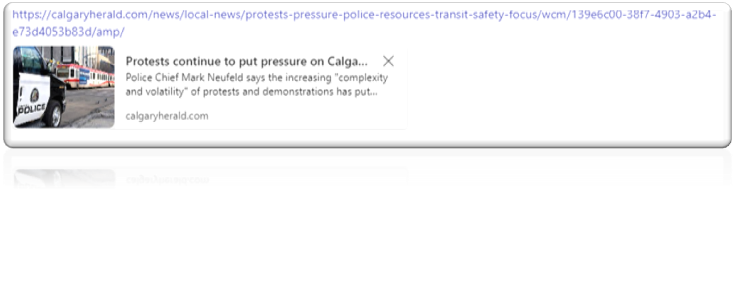 https://calgaryherald.com/news/local-news/protests-pressure-police-resources-transit-safety-focus/wcm/139e6c00-38f7-4903-a2b4-
e73d4053b83d/amp/
Protests continue to put pressure on Calga...
Police Chief Mark Neufeld says the increasing "complexity
and volatility" of protests and demonstrations has put...
POLICE
calgaryherald.com